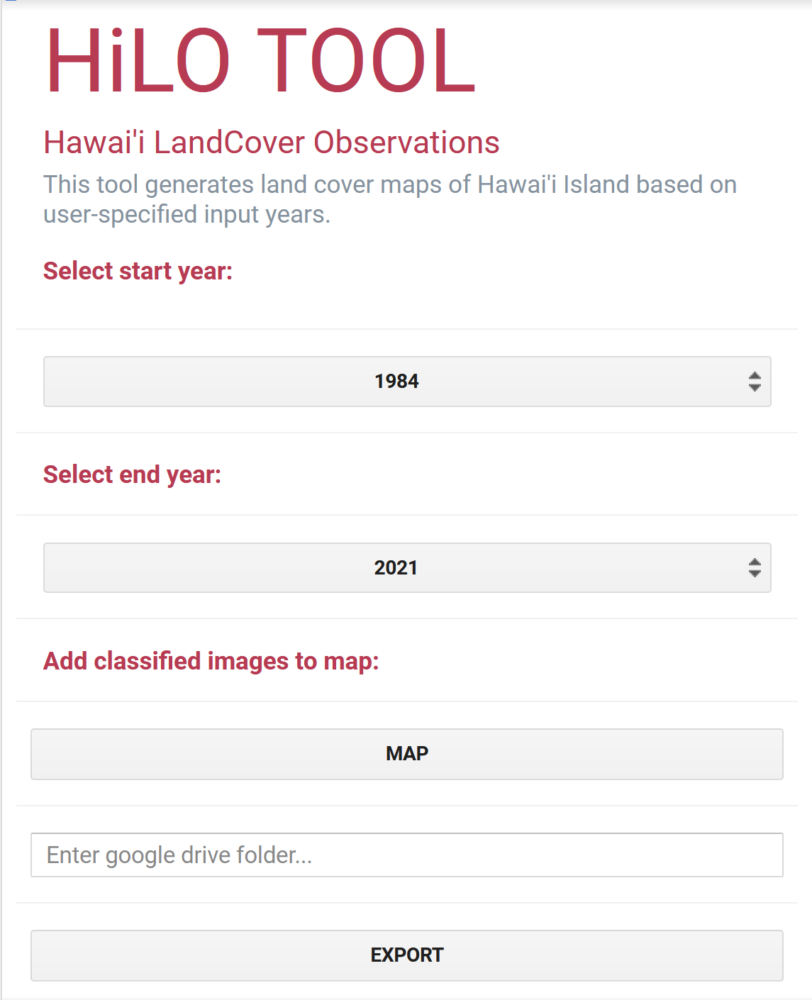 HiLO TOOL
Hawai'i LandCover Observations
This tool generates land cover maps of Hawai'i Island based on
user-specified input years.
Select start year:
1984
Select end year:
2021
Add classified images to map:
MAP
Enter google drive folder...
EXPORT